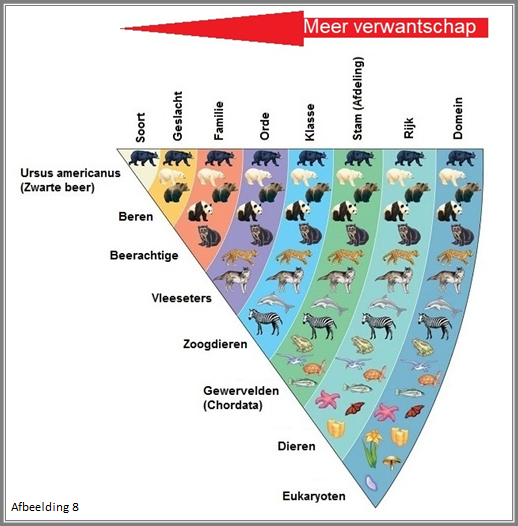 Meer verwantschap
Soort
Geslacht
Familie
Orde
Klasse
Stam (Afdeling)
Rijk
Domein
Ursus americanus
(Zwarte beer)
Beren
Beerachtige
Vleeseters
Zoogdieren
Gewervelden
(Chordata)
Dieren
Eukaryoten
Afbeelding 8